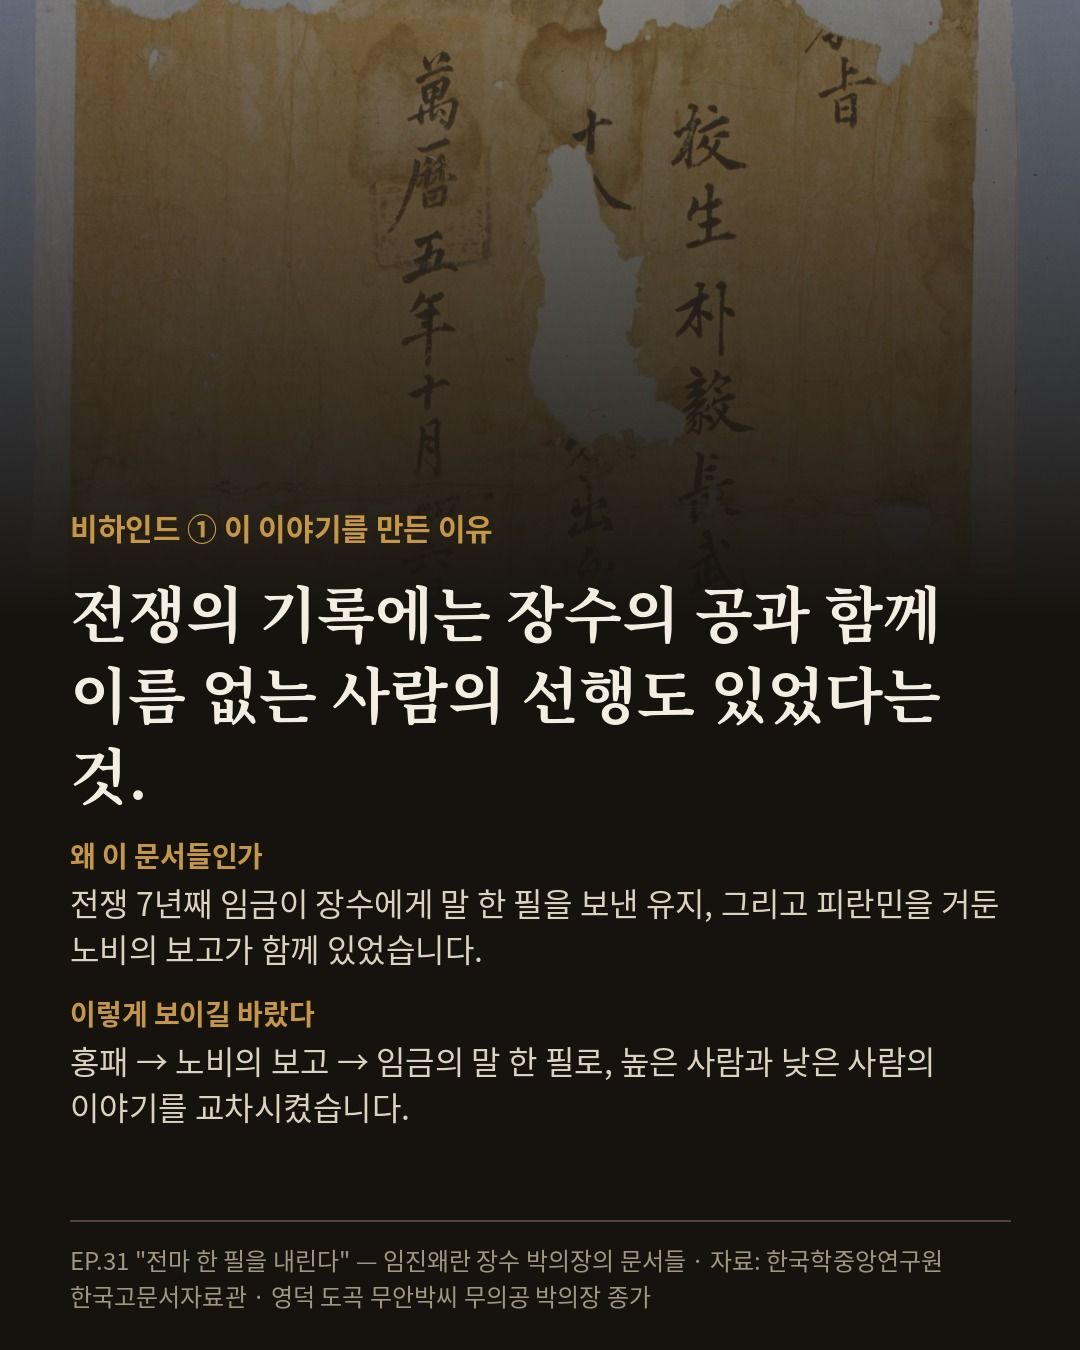 敎旨
校生朴毅長武
十八
出身
萬曆五年十月
비하인드 ① 이 이야기를 만든 이유
전쟁의 기록에는 장수의 공과 함께
이름 없는 사람의 선행도 있었다는
것.
왜 이 문서들인가
전쟁 7년째 임금이 장수에게 말 한 필을 보낸 유지, 그리고 피란민을 거둔
노비의 보고가 함께 있었습니다.
이렇게 보이길 바랐다
홍패 → 노비의 보고 → 임금의 말 한 필로, 높은 사람과 낮은 사람의
이야기를 교차시켰습니다.
EP.31 "전마 한 필을 내린다" — 임진왜란 장수 박의장의 문서들 · 자료: 한국학중앙연구원
한국고문서자료관 · 영덕 도곡 무안박씨 무의공 박의장 종가